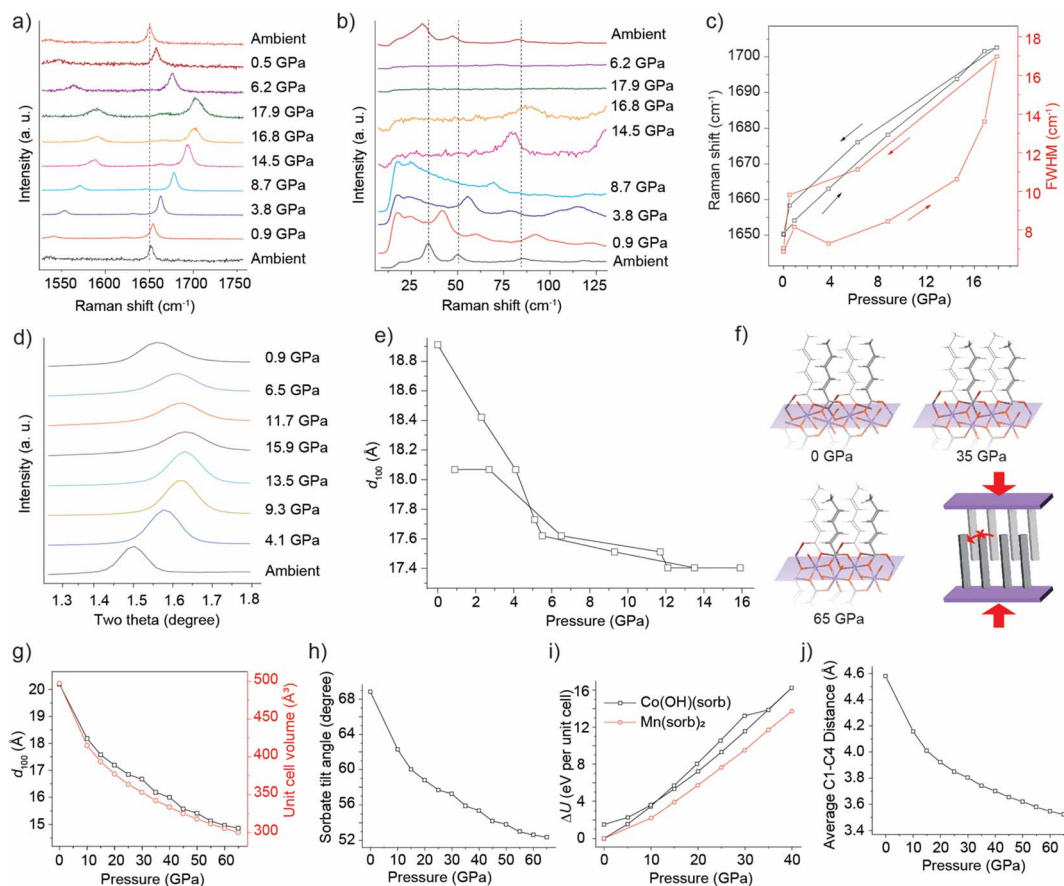 a)
Ambient
0.5 GPa
6.2 GPa
17.9 GPa
16.8 GPa
14.5 GPa
8.7 GPa
3.8 GPa
0.9 GPa
Ambient
Intensity (a. u.)
1550 1600 1650 1700 1750
Raman shift (cm⁻¹)
b)
Ambient
6.2 GPa
17.9 GPa
16.8 GPa
14.5 GPa
8.7 GPa
3.8 GPa
0.9 GPa
Ambient
Intensity (a. u.)
25 50 75 100 125
Raman shift (cm⁻¹)
c)
1700
1690
1680
1670
1660
1650
Raman shift (cm⁻¹)
18
16
14
12
10
8
FWHM (cm⁻¹)
0 4 8 12 16
Pressure (GPa)
d)
0.9 GPa
6.5 GPa
11.7 GPa
15.9 GPa
13.5 GPa
9.3 GPa
4.1 GPa
Ambient
Intensity (a. u.)
1.3 1.4 1.5 1.6 1.7 1.8
Two theta (degree)
e)
18.8
18.6
18.4
18.2
18.0
17.8
17.6
17.4
d₁₀₀ (Å)
0 2 4 6 8 10 12 14 16
Pressure (GPa)
f)
0 GPa
35 GPa
65 GPa
g)
20
19
18
17
16
15
d₁₀₀ (Å)
500
450
400
350
300
Unit cell volume (Å³)
0 10 20 30 40 50 60
Pressure (GPa)
h)
68
64
60
56
52
Sorbate tilt angle (degree)
0 10 20 30 40 50 60
Pressure (GPa)
i)
16
12
8
4
0
ΔU (eV per unit cell)
Co(OH)(sorb)
Mn(sorb)₂
0 10 20 30 40
Pressure (GPa)
j)
4.6
4.4
4.2
4.0
3.8
3.6
3.4
Average C1-C4 Distance (Å)
0 10 20 30 40 50 60
Pressure (GPa)